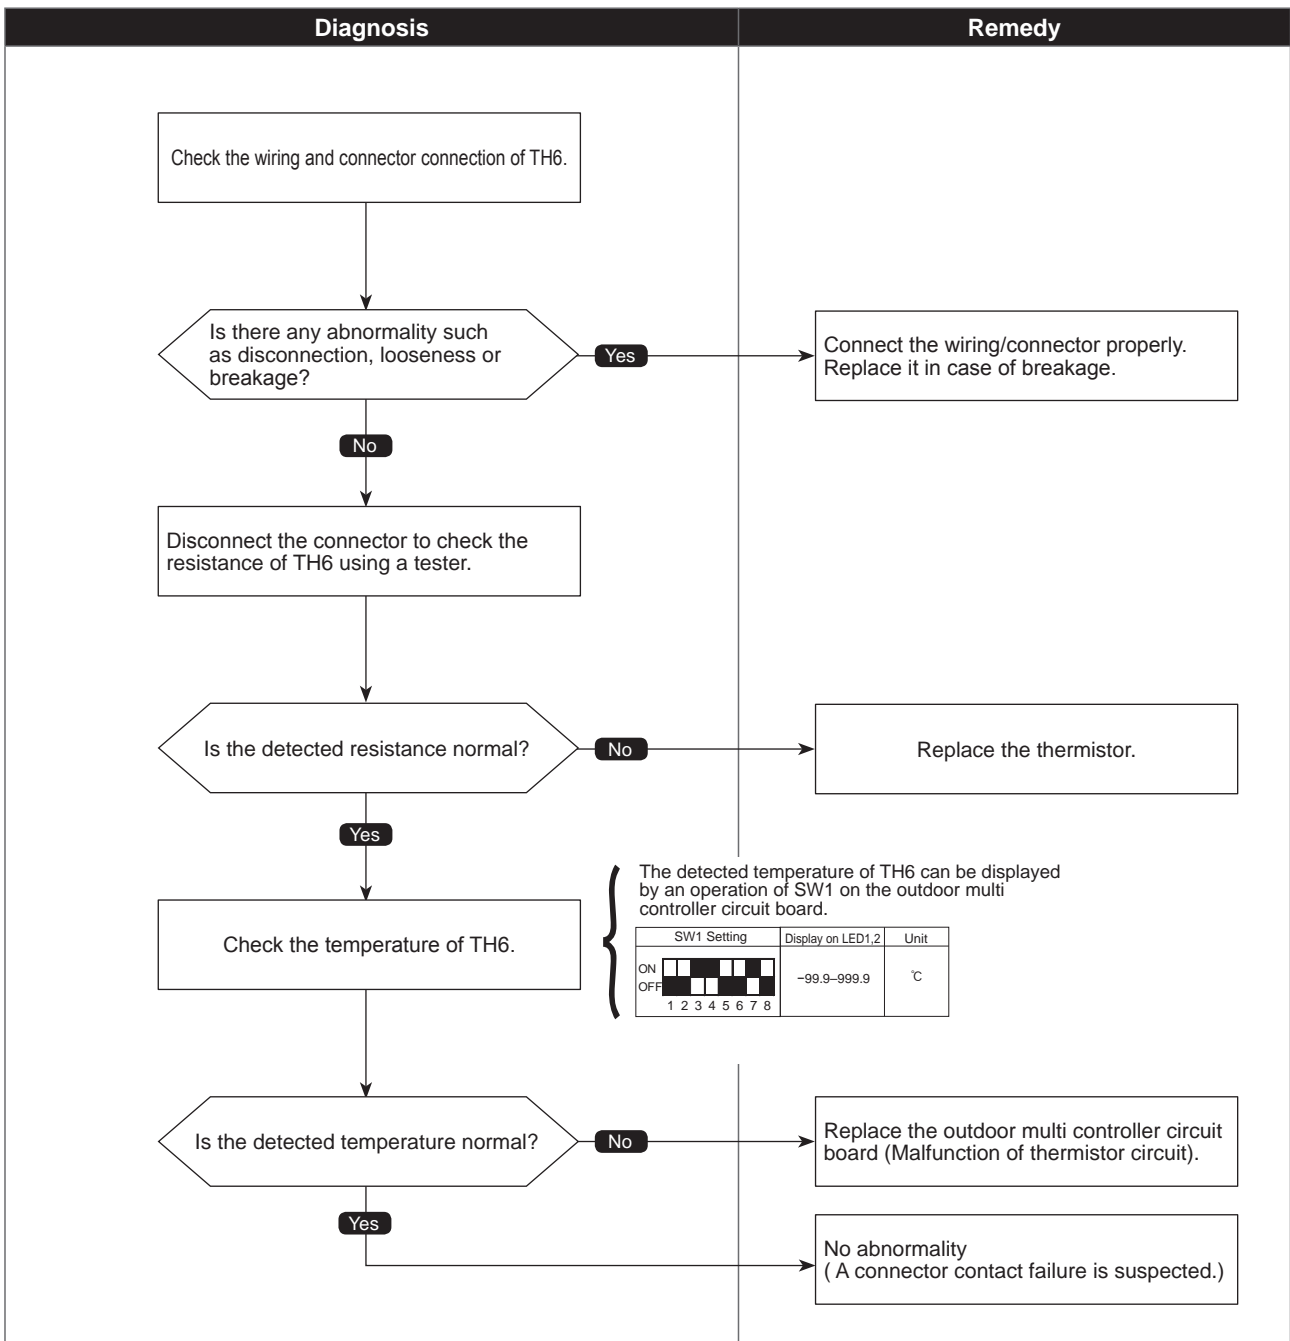 Diagnosis
Remedy
Check the wiring and connector connection of TH6.
Is there any abnormality such
as disconnection, looseness or
breakage?
Yes
Connect the wiring/connector properly.
Replace it in case of breakage.
No
Disconnect the connector to check the
resistance of TH6 using a tester.
Is the detected resistance normal?
No
Replace the thermistor.
Yes
Check the temperature of TH6.
The detected temperature of TH6 can be displayed
by an operation of SW1 on the outdoor multi
controller circuit board.
SW1 Setting
Display on LED1,2
Unit
ON
OFF
1 2 3 4 5 6 7 8
−99.9–999.9
℃
Is the detected temperature normal?
No
Replace the outdoor multi controller circuit
board (Malfunction of thermistor circuit).
Yes
No abnormality
( A connector contact failure is suspected.)